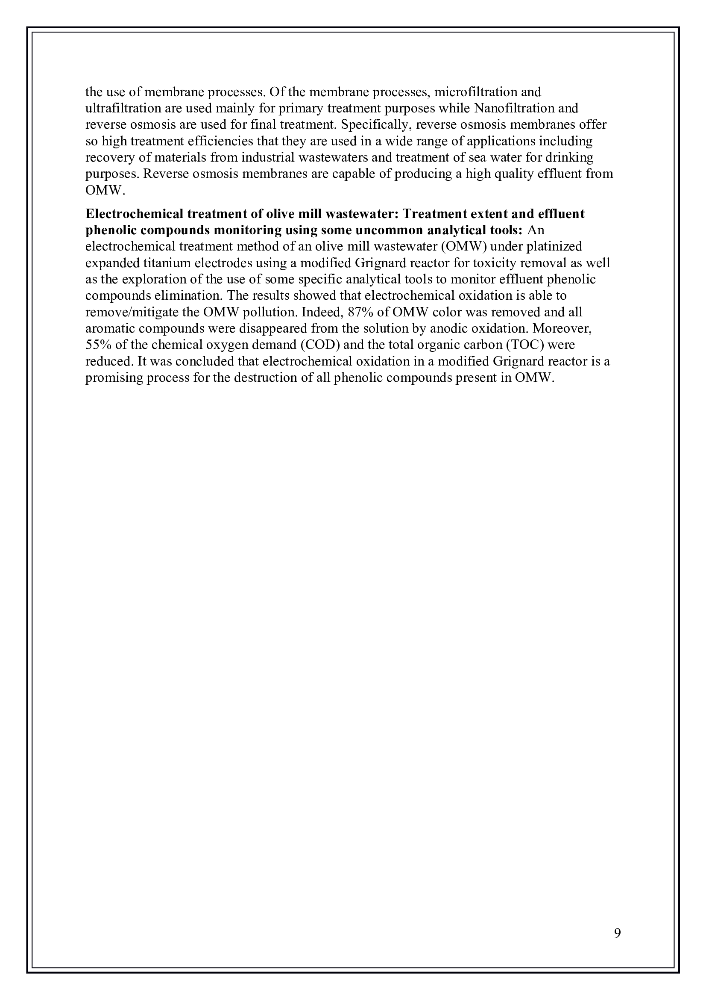 the use of membrane processes. Of the membrane processes, microfiltration and
ultrafiltration are used mainly for primary treatment purposes while Nanofiltration and
reverse osmosis are used for final treatment. Specifically, reverse osmosis membranes offer
so high treatment efficiencies that they are used in a wide range of applications including
recovery of materials from industrial wastewaters and treatment of sea water for drinking
purposes. Reverse osmosis membranes are capable of producing a high quality effluent from
OMW.
Electrochemical treatment of olive mill wastewater: Treatment extent and effluent
phenolic compounds monitoring using some uncommon analytical tools: An
electrochemical treatment method of an olive mill wastewater (OMW) under platinized
expanded titanium electrodes using a modified Grignard reactor for toxicity removal as well
as the exploration of the use of some specific analytical tools to monitor effluent phenolic
compounds elimination. The results showed that electrochemical oxidation is able to
remove/mitigate the OMW pollution. Indeed, 87% of OMW color was removed and all
aromatic compounds were disappeared from the solution by anodic oxidation. Moreover,
55% of the chemical oxygen demand (COD) and the total organic carbon (TOC) were
reduced. It was concluded that electrochemical oxidation in a modified Grignard reactor is a
promising process for the destruction of all phenolic compounds present in OMW.
9